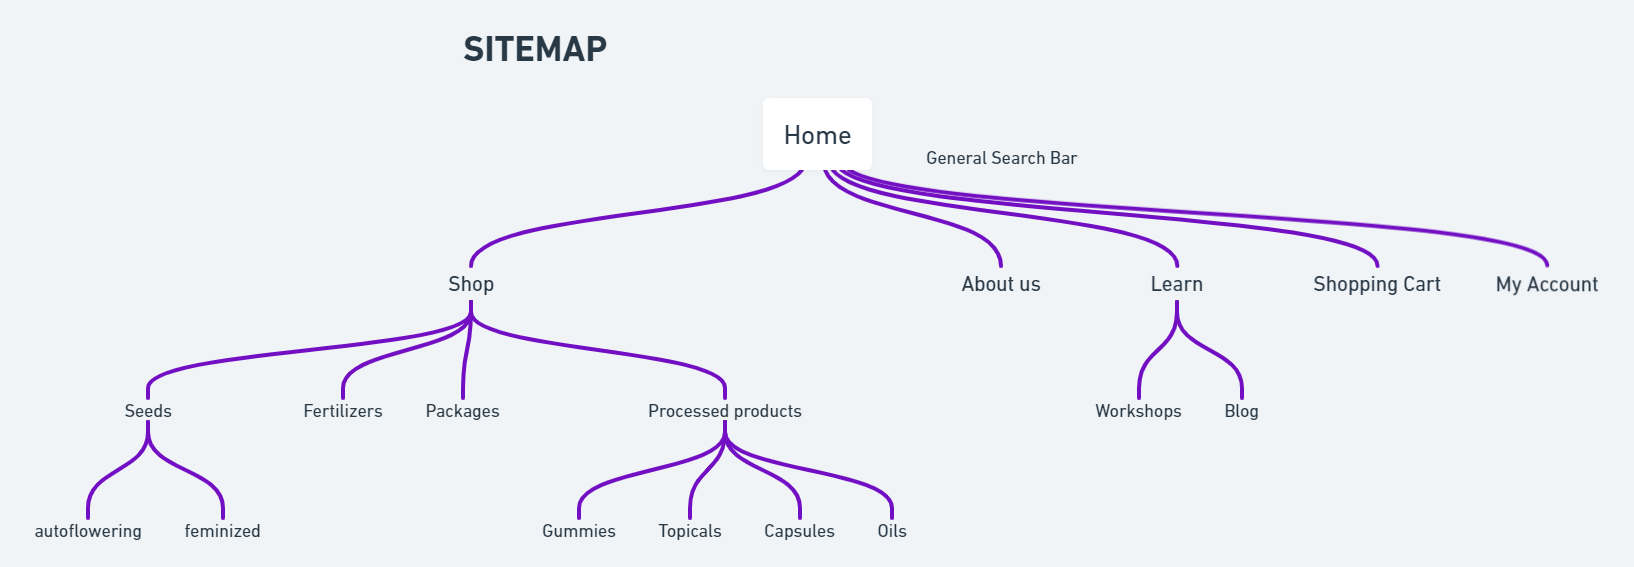 SITEMAP
Home
General Search Bar
Shop
About us
Learn
Shopping Cart
My Account
Seeds
Fertilizers
Packages
Processed products
Workshops
Blog
autoflowering
feminized
Gummies
Topicals
Capsules
Oils